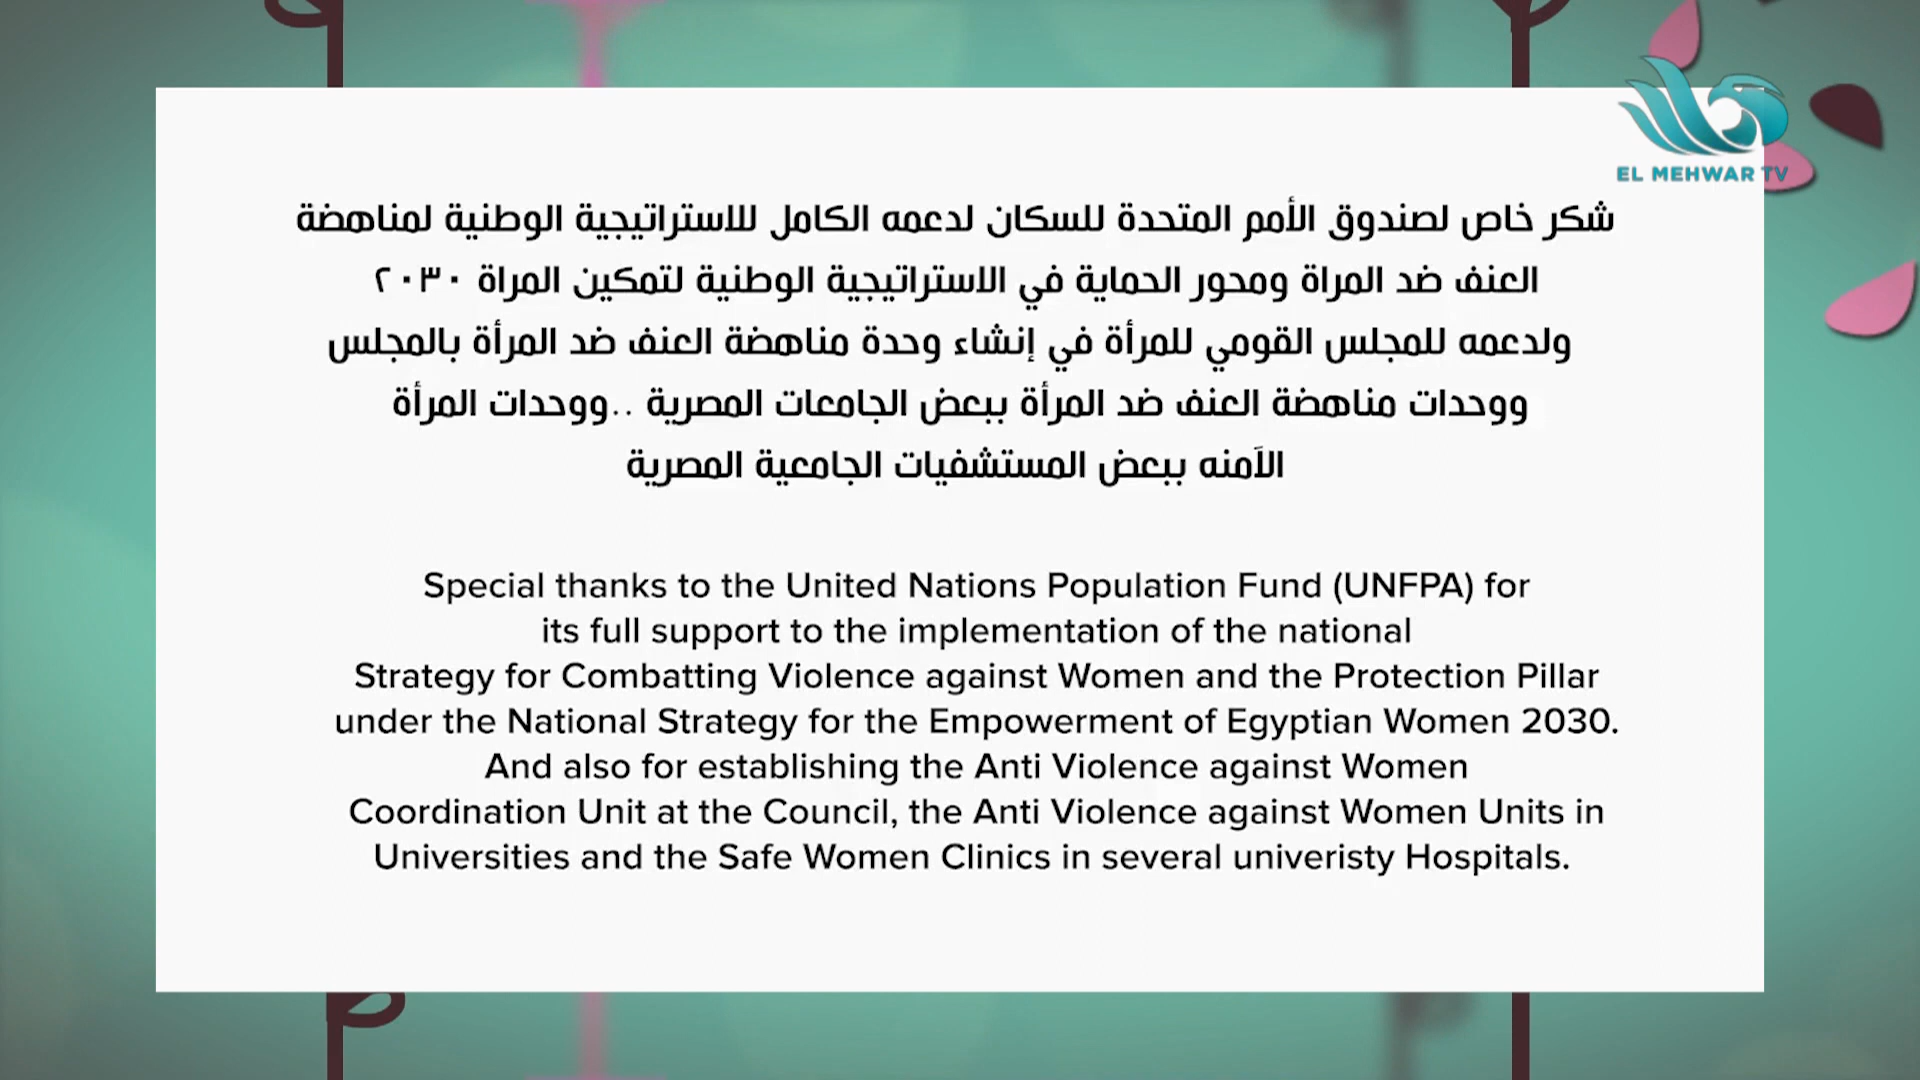 EL MEHWAR TV
شكر خاص لصندوق الأمم المتحدة للسكان لدعمه الكامل للاستراتيجية الوطنية لمناهضة
العنف ضد المراة ومحور الحماية في الاستراتيجية الوطنية لتمكين المراة ٢٠٣٠
ولدعمه للمجلس القومي للمرأة في إنشاء وحدة مناهضة العنف ضد المرأة بالمجلس
ووحدات مناهضة العنف ضد المرأة ببعض الجامعات المصرية ..ووحدات المرأة
الآمنه ببعض المستشفيات الجامعية المصرية
Special thanks to the United Nations Population Fund (UNFPA) for
its full support to the implementation of the national
Strategy for Combatting Violence against Women and the Protection Pillar
under the National Strategy for the Empowerment of Egyptian Women 2030.
And also for establishing the Anti Violence against Women
Coordination Unit at the Council, the Anti Violence against Women Units in
Universities and the Safe Women Clinics in several univeristy Hospitals.